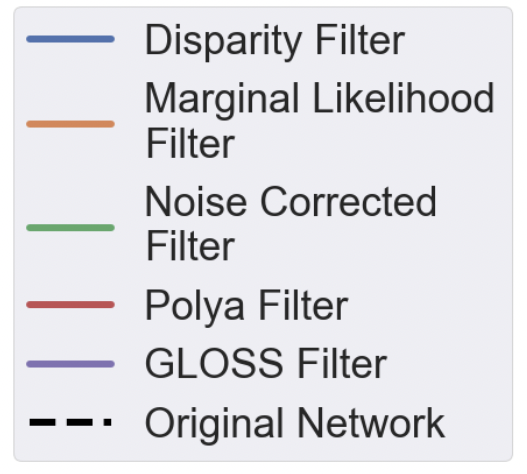 Disparity Filter
Marginal Likelihood
Filter
Noise Corrected
Filter
Polya Filter
GLOSS Filter
Original Network